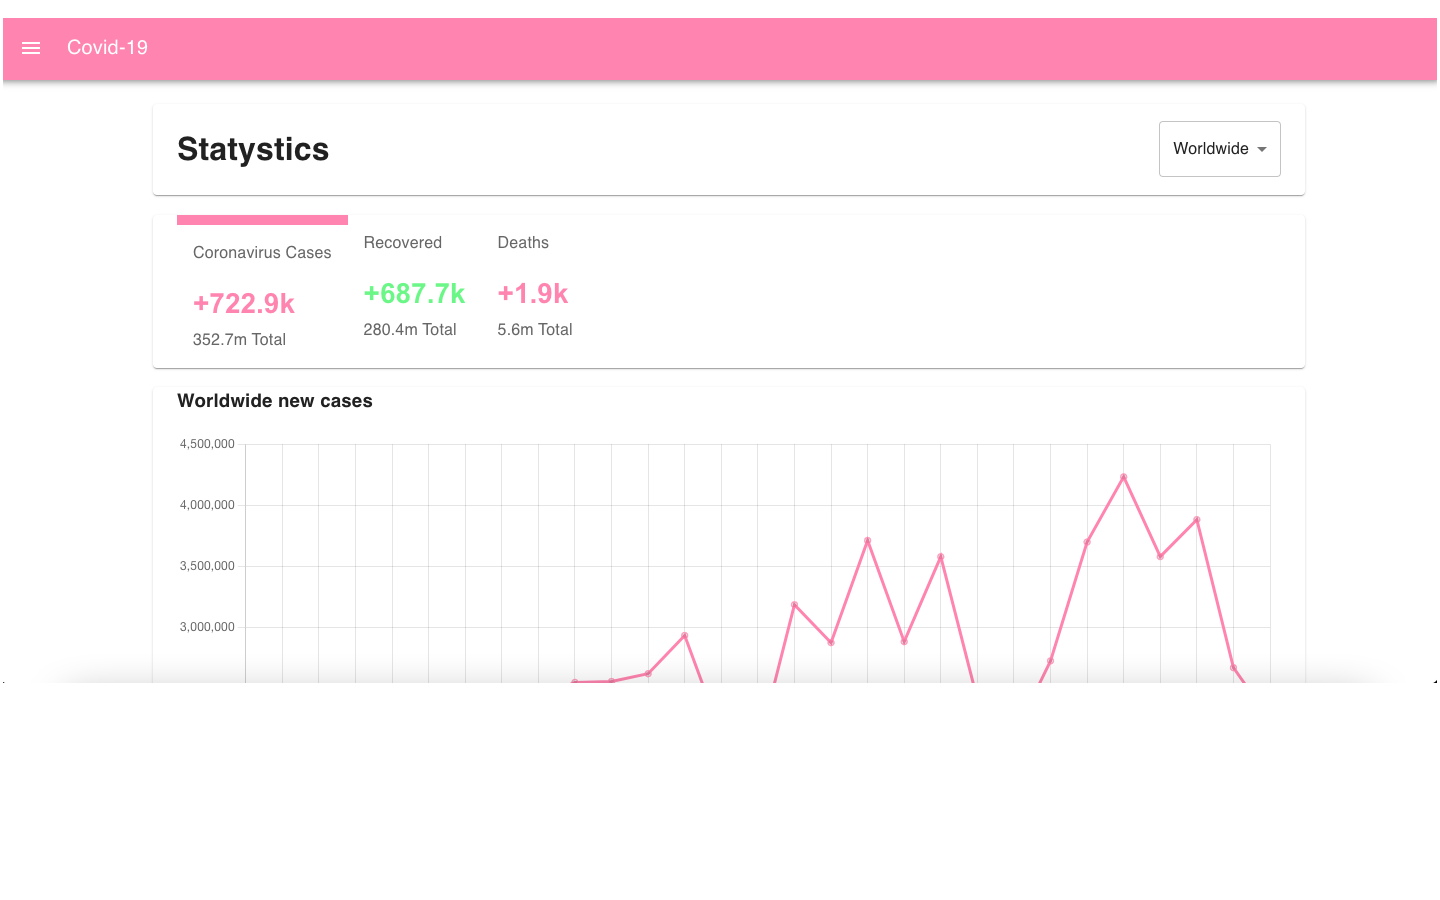 Covid-19
Statystics
Worldwide
Coronavirus Cases
+722.9k
352.7m Total
Recovered
+687.7k
280.4m Total
Deaths
+1.9k
5.6m Total
Worldwide new cases
4,500,000
4,000,000
3,500,000
3,000,000